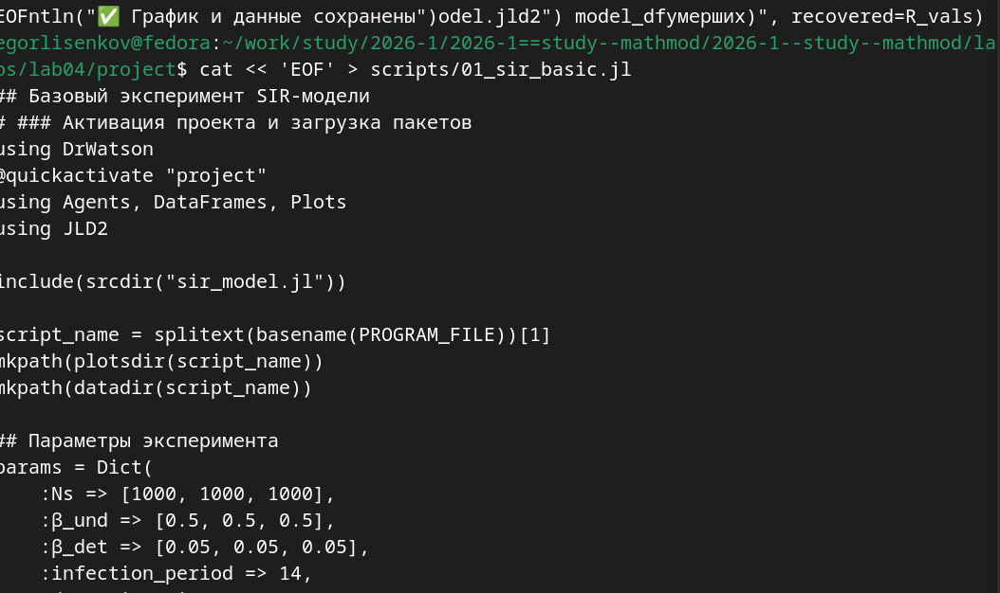 EOFntln("✅ График и данные сохранены")odel.jld2") model_dfумерших)", recovered=R_vals)
egorlisenkov@fedora:~/work/study/2026-1/2026-1==study--mathmod/2026-1--study--mathmod/la
bs/lab04/project$ cat << 'EOF' > scripts/01_sir_basic.jl
## Базовый эксперимент SIR-модели
# ### Активация проекта и загрузка пакетов
using DrWatson
@quickactivate "project"
using Agents, DataFrames, Plots
using JLD2
include(srcdir("sir_model.jl"))
script_name = splitext(basename(PROGRAM_FILE))[1]
mkpath(plotsdir(script_name))
mkpath(datadir(script_name))
## Параметры эксперимента
params = Dict(
    :Ns => [1000, 1000, 1000],
    :β_und => [0.5, 0.5, 0.5],
    :β_det => [0.05, 0.05, 0.05],
    :infection_period => 14,